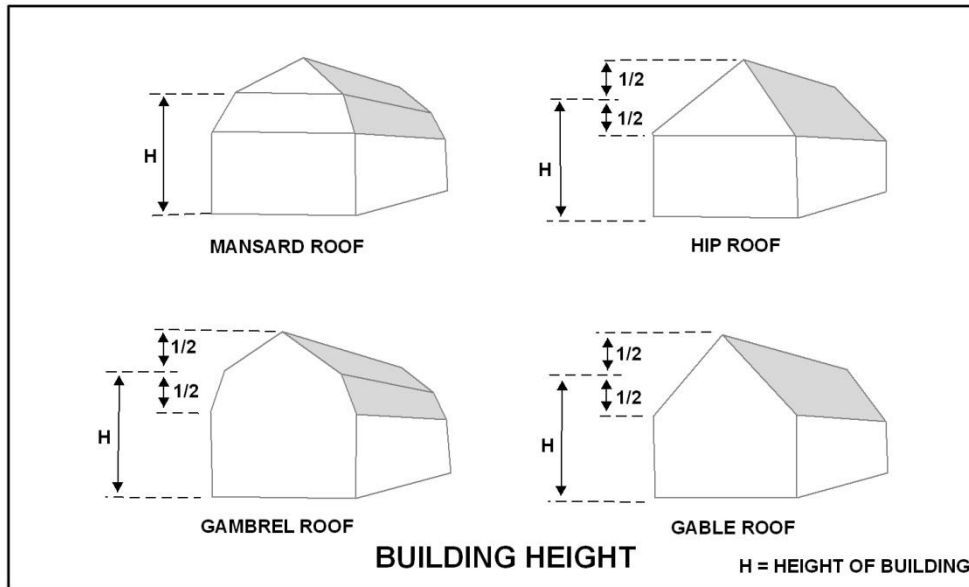 1/2
1/2
H
H
MANSARD ROOF
HIP ROOF
1/2
1/2
1/2
1/2
H
H
GAMBREL ROOF
GABLE ROOF
BUILDING HEIGHT
H = HEIGHT OF BUILDING